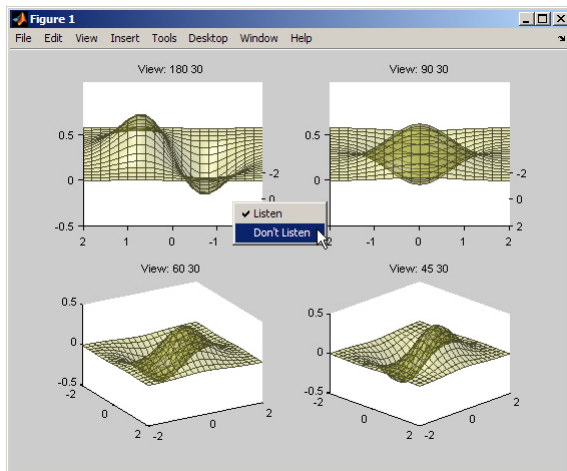 Figure 1
File Edit View Insert Tools Desktop Window Help
View: 180 30
0.5
0
-0.5
2 1 0 -1
-2
0
View: 90 30
0.5
0
-2
0
2
-2 -1 0 1 2
✔ Listen
Don't Listen
View: 60 30
0.5
0
-0.5
-2
0
2
-2
0
2
View: 45 30
0.5
0
-0.5
-2
0
2
-2
0
2